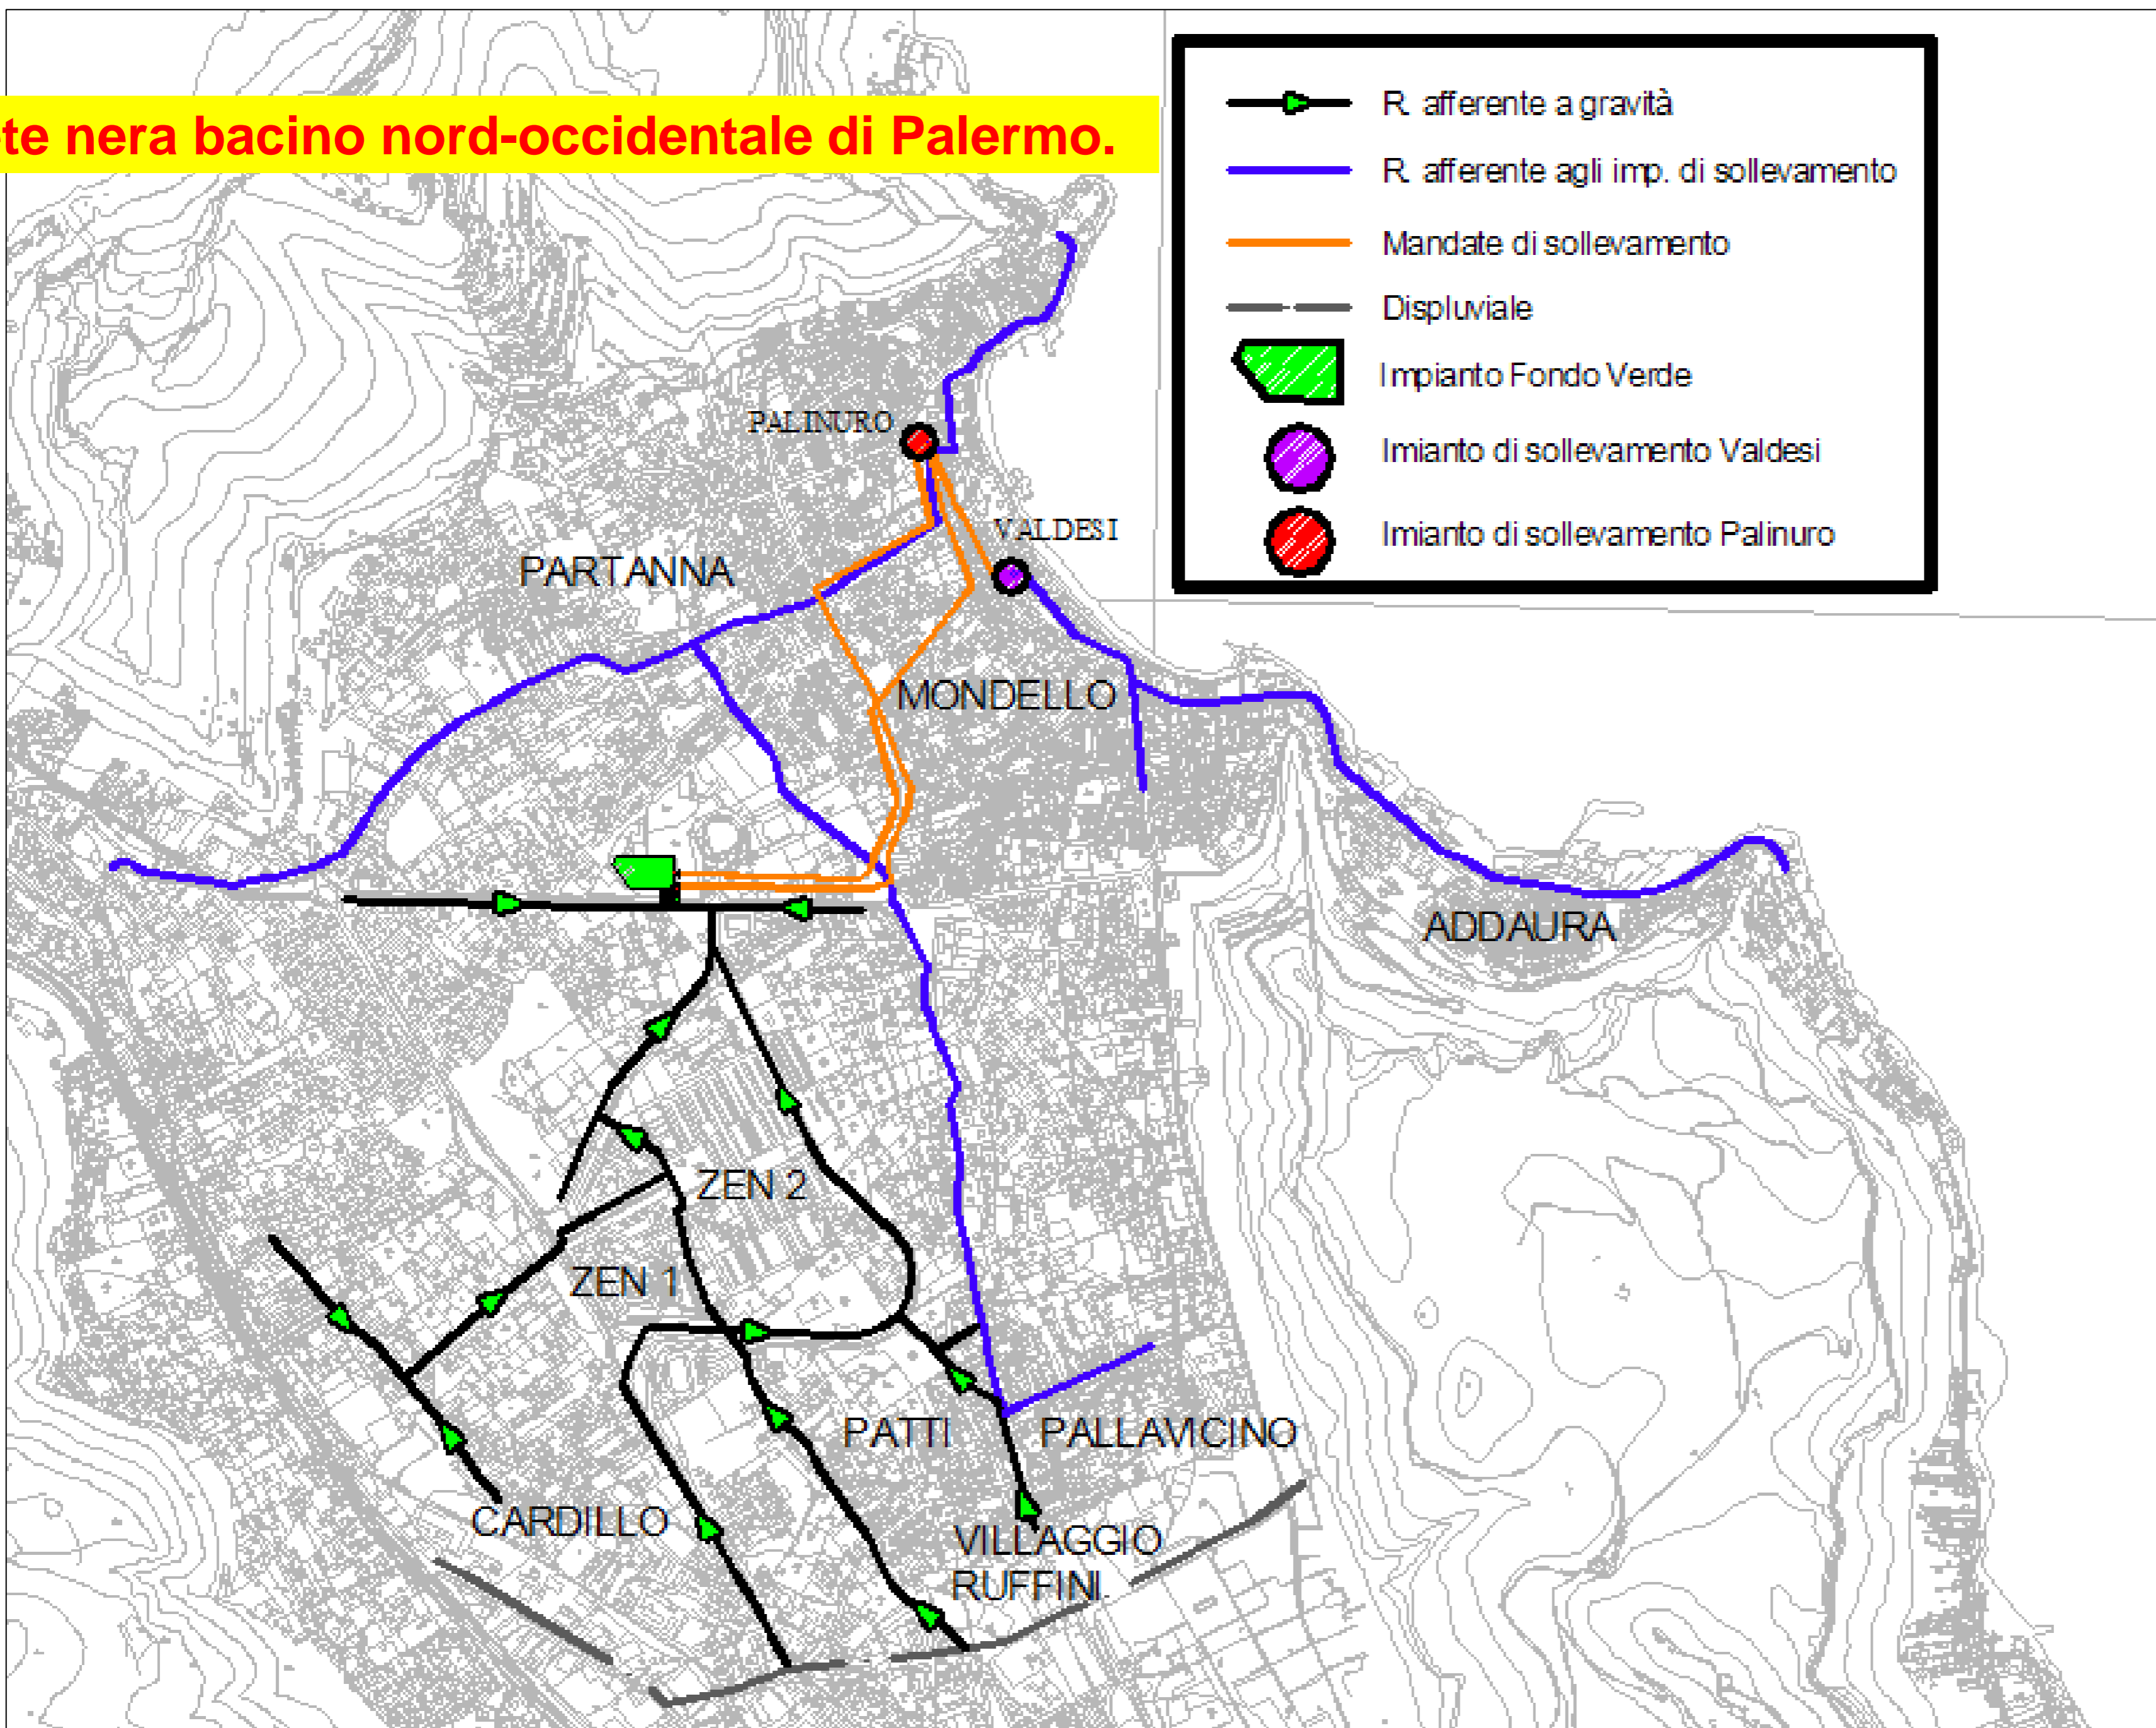 te nera bacino nord-occidentale di Palermo.
R. afferente a gravità
R. afferente agli imp. di sollevamento
Mandate di sollevamento
Displuviale
Impianto Fondo Verde
Imianto di sollevamento Valdesi
Imianto di sollevamento Palinuro
PALINURO
VALDESI
PARTANNA
MONDELLO
ADDAURA
ZEN 2
ZEN 1
PATTI
PALLAVICINO
CARDILLO
VILLAGGIO
RUFFINI